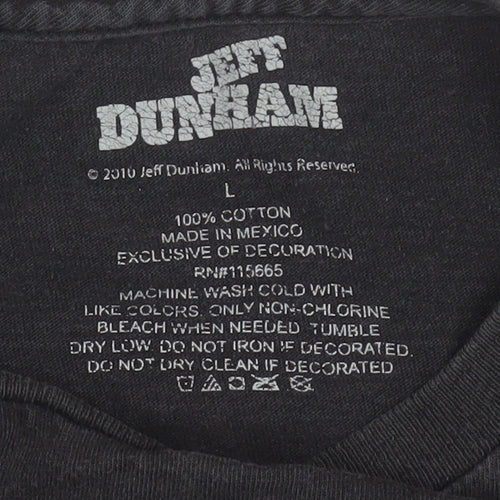 JEFF
DUNHAM
© 2010 Jeff Dunham. All Rights Reserved.
L
100% COTTON
MADE IN MEXICO
EXCLUSIVE OF DECORATION
RN#115665
MACHINE WASH COLD WITH
LIKE COLORS. ONLY NON-CHLORINE
BLEACH WHEN NEEDED. TUMBLE
DRY LOW. DO NOT IRON IF DECORATED.
DO NOT DRY CLEAN IF DECORATED